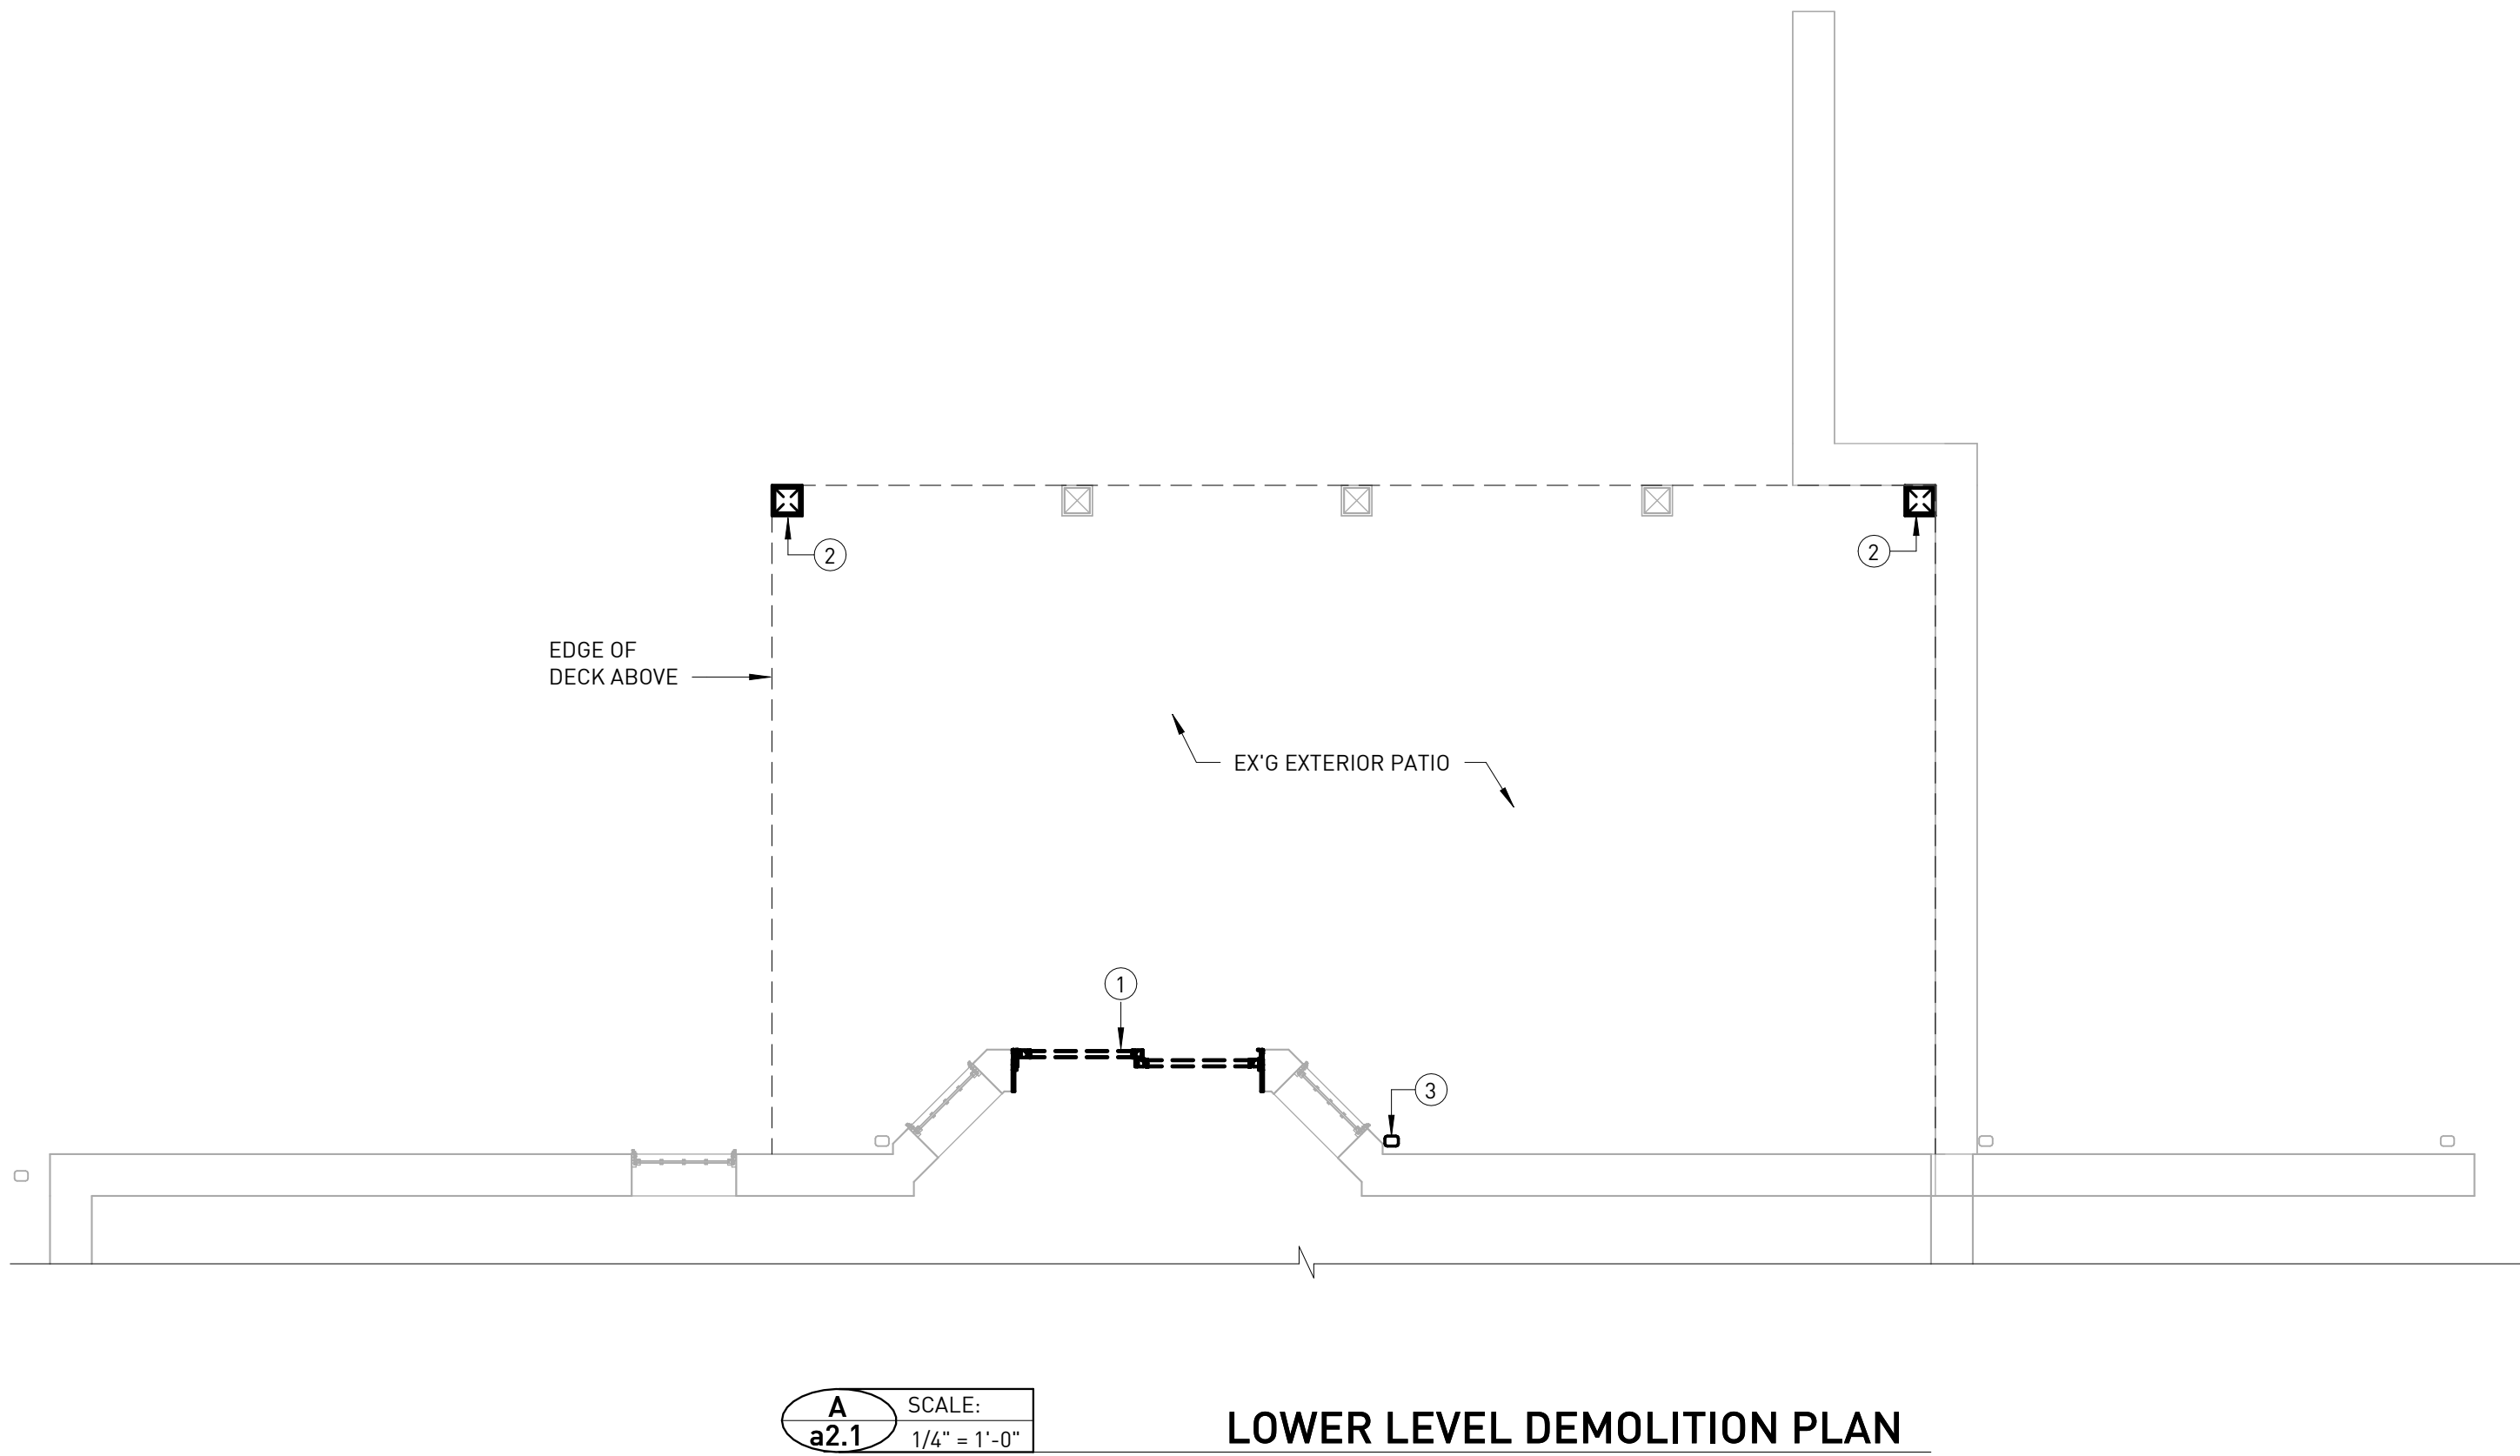 2
2
EDGE OF
DECK ABOVE
EX'G EXTERIOR PATIO
1
3
A
a2.1
SCALE:
1/4" = 1'-0"
LOWER LEVEL DEMOLITION PLAN